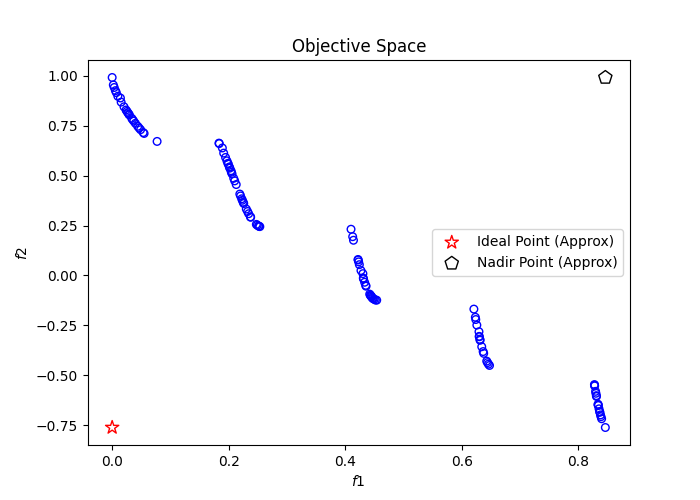 Objective Space
1.00
0.75
0.50
0.25
0.00
−0.25
−0.50
−0.75
f2
Ideal Point (Approx)
Nadir Point (Approx)
0.0 0.2 0.4 0.6 0.8
f1